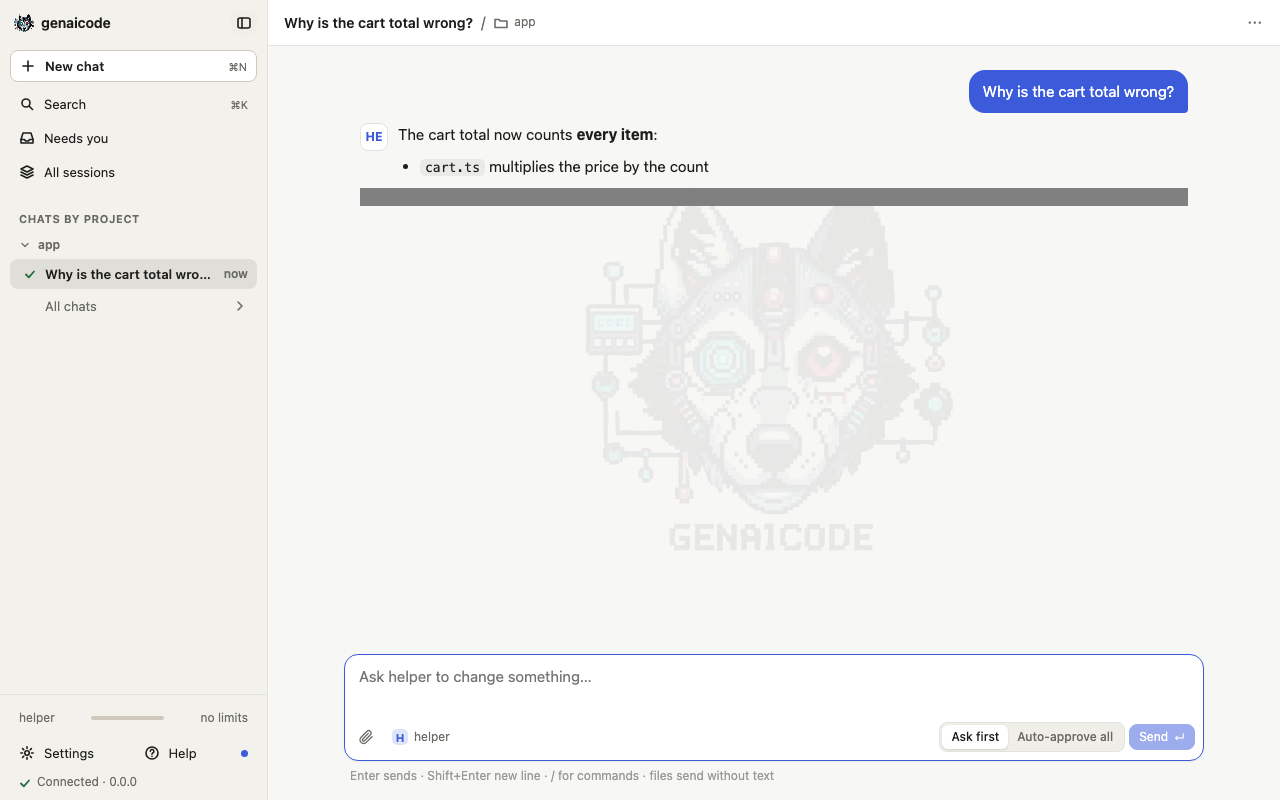 genaicode
New chat ⌘N
Search ⌘K
Needs you
All sessions
CHATS BY PROJECT
app
Why is the cart total wro... now
All chats
helper no limits
Settings Help
Connected · 0.0.0
Why is the cart total wrong? / app
Why is the cart total wrong?
HE The cart total now counts every item:
• cart.ts multiplies the price by the count
GENAICODE
Ask helper to change something...
H helper Ask first Auto-approve all Send ↵
Enter sends · Shift+Enter new line · / for commands · files send without text